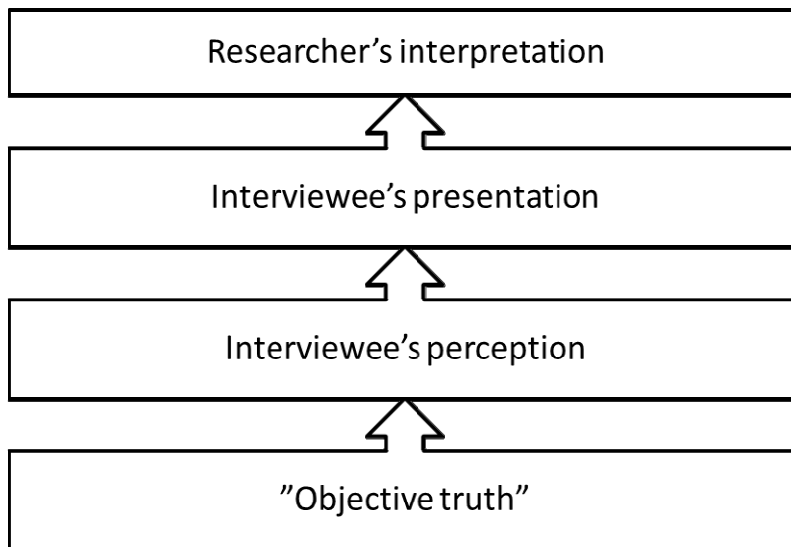 Researcher’s interpretation
Interviewee’s presentation
Interviewee’s perception
”Objective truth”